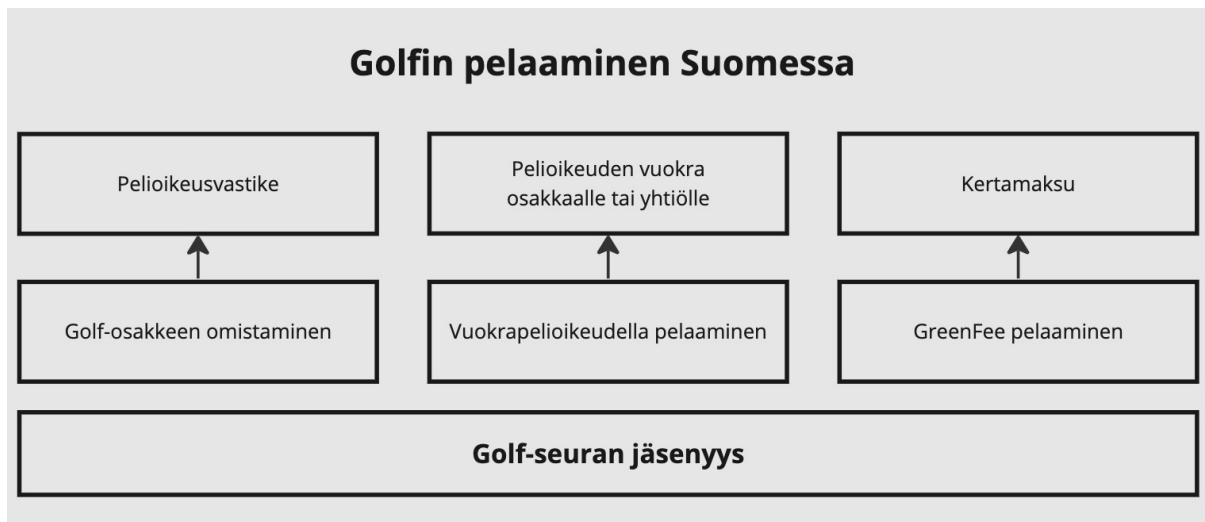 Golfin pelaaminen Suomessa
Pelioikeusvastike
Pelioikeuden vuokra
osakkaalle tai yhtiölle
Kertamaksu
Golf-osakkeen omistaminen
Vuokrapelioikeudella pelaaminen
GreenFee pelaaminen
Golf-seuran jäsenyys